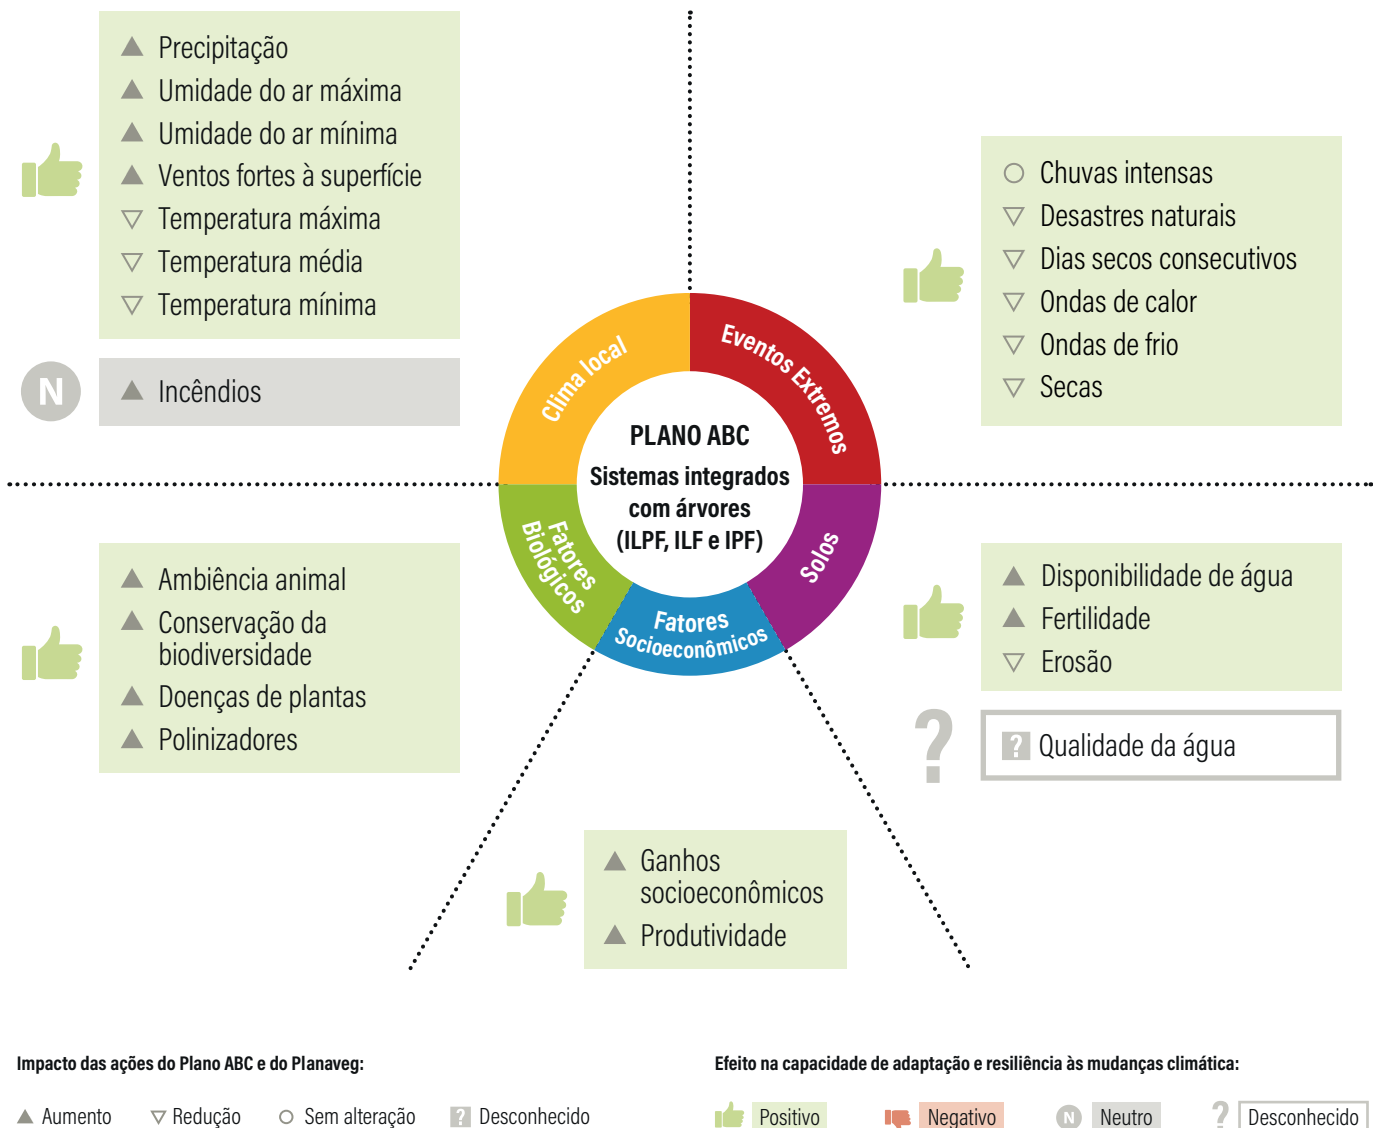 Precipitação
Umidade do ar máxima
Umidade do ar mínima
Ventos fortes à superfície
Temperatura máxima
Temperatura média
Temperatura mínima
N
Incêndios
Chuvas intensas
Desastres naturais
Dias secos consecutivos
Ondas de calor
Ondas de frio
Secas
Clima local
Eventos Extremos
PLANO ABC
Sistemas integrados
com árvores
(ILPF, ILF e IPF)
Fatores
Biológicos
Fatores
Socioeconômicos
Solos
Ambiência animal
Conservação da
biodiversidade
Doenças de plantas
Polinizadores
Disponibilidade de água
Fertilidade
Erosão
?
? Qualidade da água
Ganhos
socioeconômicos
Produtividade
Impacto das ações do Plano ABC e do Planaveg:
Aumento Redução Sem alteração ? Desconhecido
Efeito na capacidade de adaptação e resiliência às mudanças climática:
Positivo Negativo N Neutro ? Desconhecido